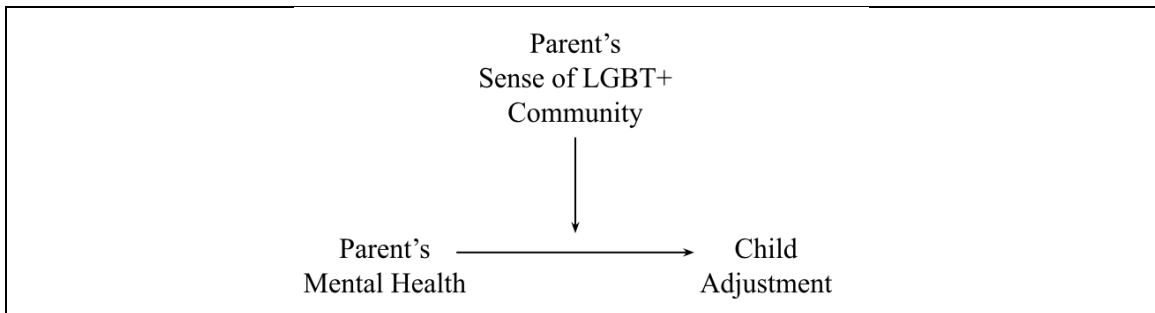 Parent’s
Sense of LGBT+
Community
Parent’s
Mental Health
Child
Adjustment